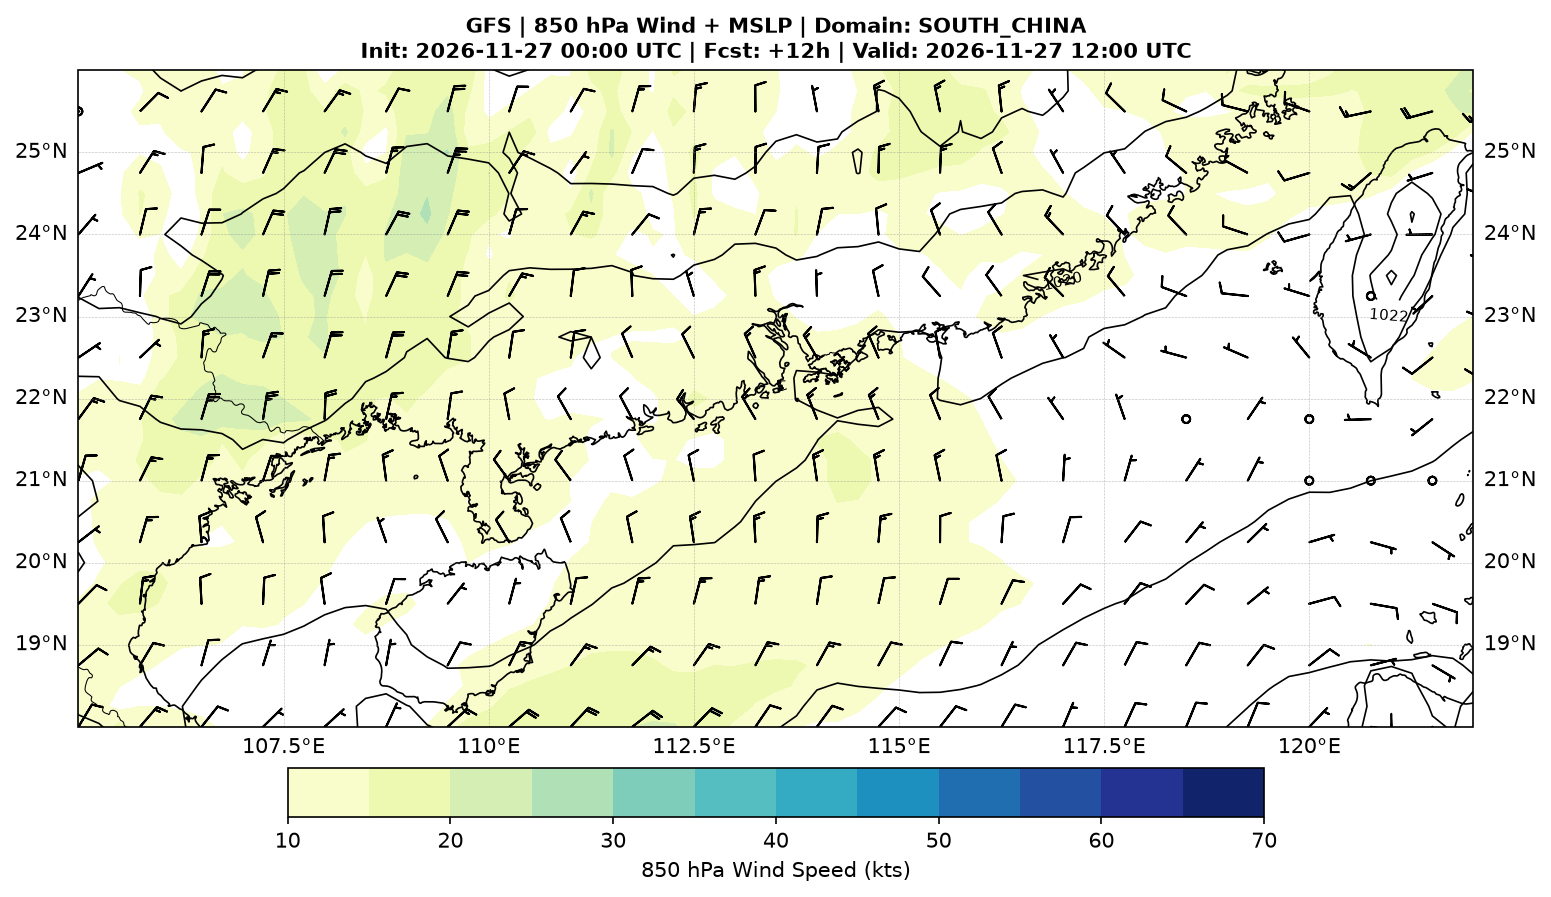 GFS | 850 hPa Wind + MSLP | Domain: SOUTH_CHINA
Init: 2026-11-27 00:00 UTC | Fcst: +12h | Valid: 2026-11-27 12:00 UTC
25°N 25°N
24°N 24°N
23°N 23°N
1022
22°N 22°N
21°N 21°N
20°N 20°N
19°N 19°N
107.5°E 110°E 112.5°E 115°E 117.5°E 120°E
10 20 30 40 50 60 70
850 hPa Wind Speed (kts)